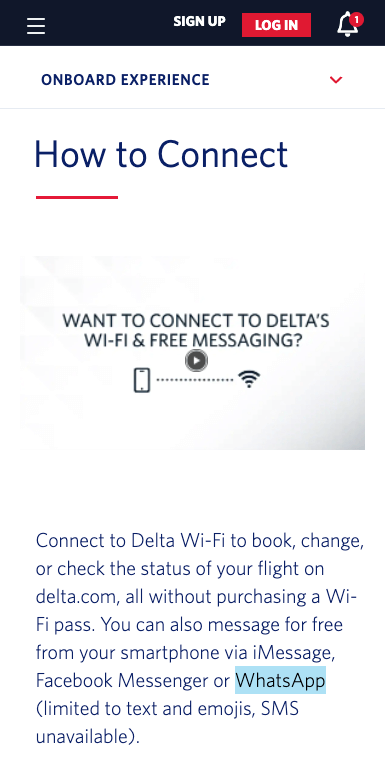 SIGN UP
LOG IN
1
ONBOARD EXPERIENCE
How to Connect
WANT TO CONNECT TO DELTA'S
WI-FI & FREE MESSAGING?
Connect to Delta Wi-Fi to book, change,
or check the status of your flight on
delta.com, all without purchasing a Wi-
Fi pass. You can also message for free
from your smartphone via iMessage,
Facebook Messenger or WhatsApp
(limited to text and emojis, SMS
unavailable).